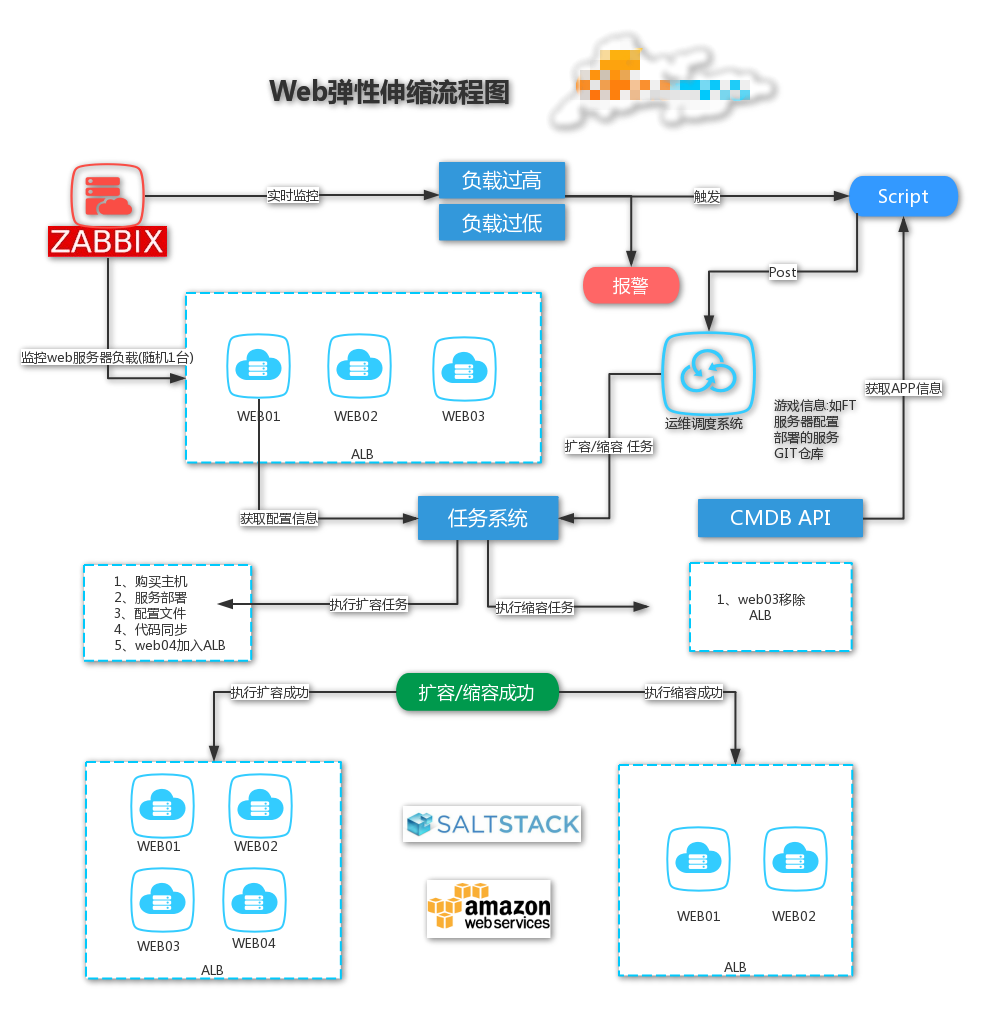 Web弹性伸缩流程图
实时监控
负载过高
负载过低
触发
Script
ZABBIX
报警
Post
监控web服务器负载(随机1台)
WEB01
WEB02
WEB03
ALB
运维调度系统
获取APP信息
游戏信息:如FT
服务器配置
部署的服务
GIT仓库
扩容/缩容 任务
获取配置信息
任务系统
CMDB API
1、购买主机
2、服务部署
3、配置文件
4、代码同步
5、web04加入ALB
执行扩容任务
执行缩容任务
1、web03移除
ALB
执行扩容成功
扩容/缩容成功
执行缩容成功
WEB01
WEB02
WEB03
WEB04
ALB
SALTSTACK
amazon
webservices
WEB01
WEB02
ALB